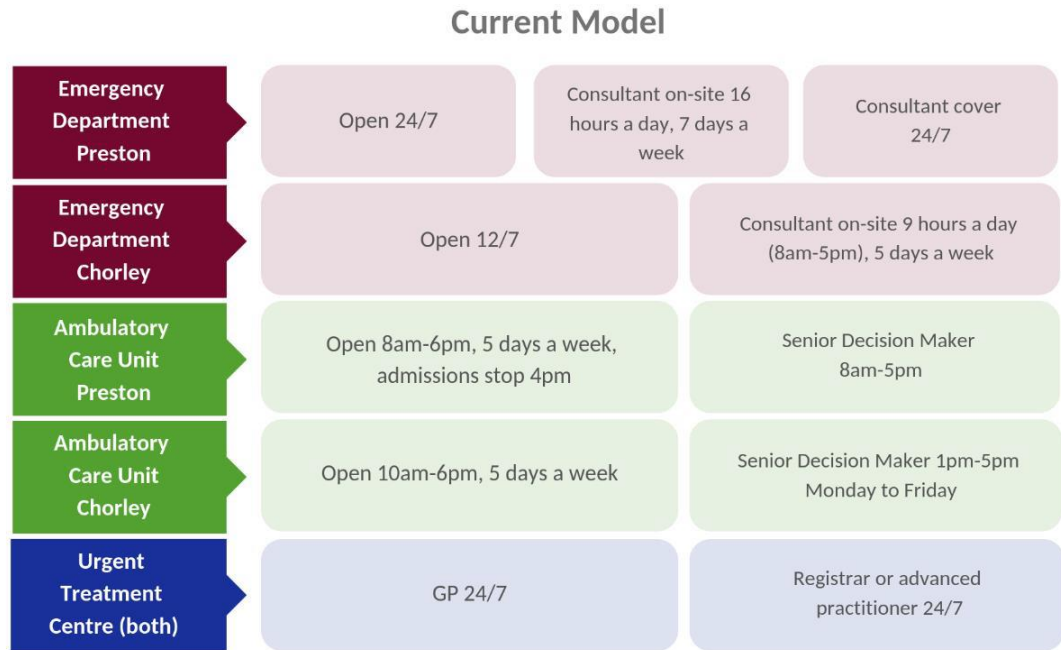 Current Model
Emergency
Department
Preston
Open 24/7
Consultant on-site 16
hours a day, 7 days a
week
Consultant cover
24/7
Emergency
Department
Chorley
Open 12/7
Consultant on-site 9 hours a day
(8am-5pm), 5 days a week
Ambulatory
Care Unit
Preston
Open 8am-6pm, 5 days a week,
admissions stop 4pm
Senior Decision Maker
8am-5pm
Ambulatory
Care Unit
Chorley
Open 10am-6pm, 5 days a week
Senior Decision Maker 1pm-5pm
Monday to Friday
Urgent
Treatment
Centre (both)
GP 24/7
Registrar or advanced
practitioner 24/7